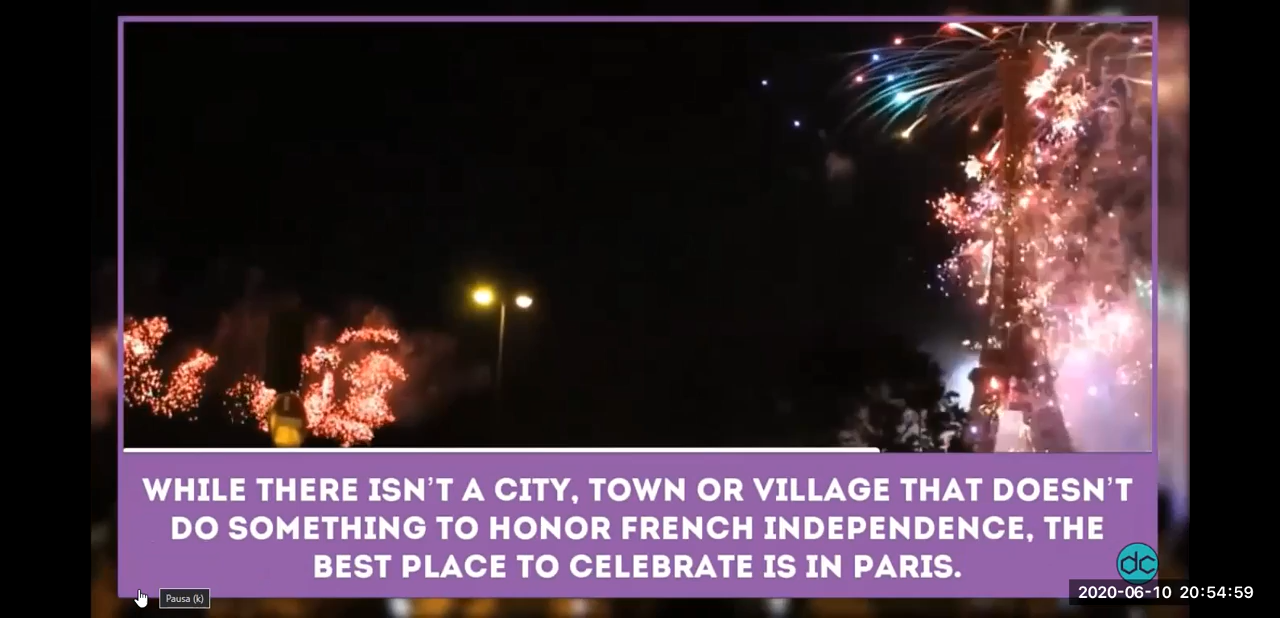 WHILE THERE ISN'T A CITY, TOWN OR VILLAGE THAT DOESN'T
DO SOMETHING TO HONOR FRENCH INDEPENDENCE, THE
BEST PLACE TO CELEBRATE IS IN PARIS.
dc
Pausa (k)
2020-06-10 20:54:59